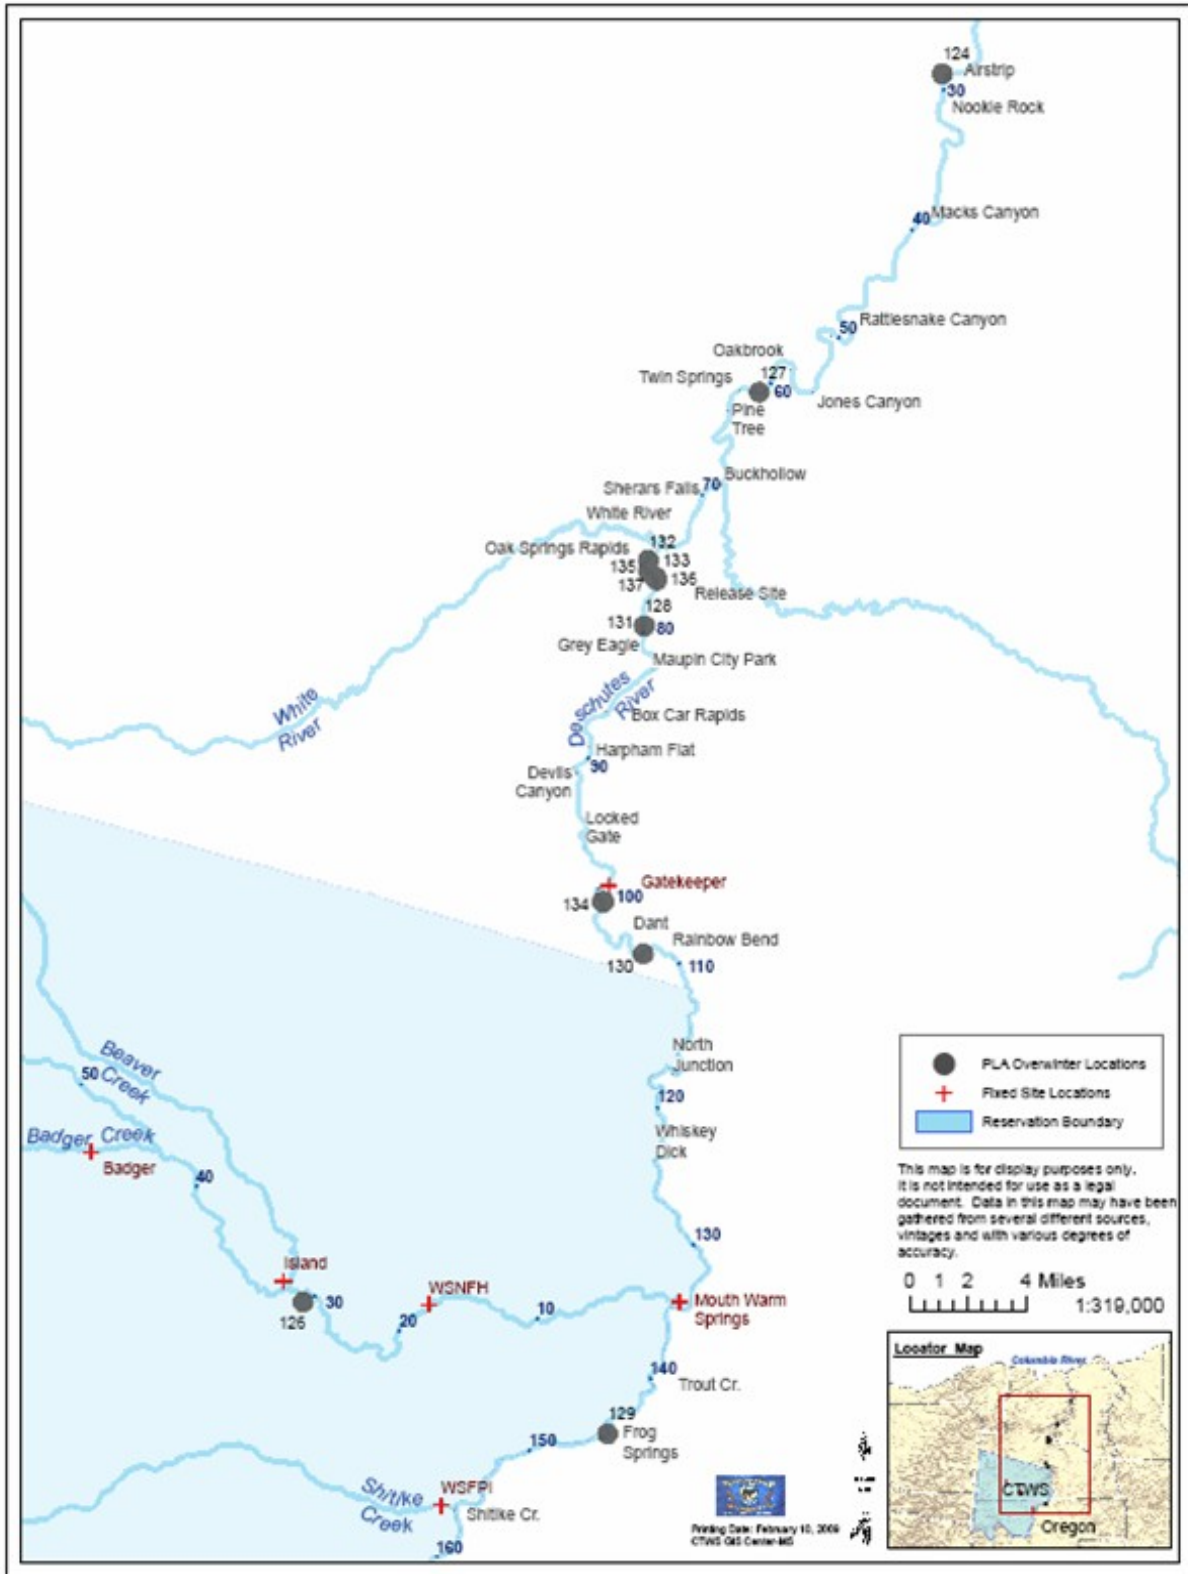 124
Airstrip
30
Nookie Rock
40
Macks Canyon
50
Rattlesnake Canyon
Oakbrook
127
Twin Springs
60
Jones Canyon
Pine
Tree
Buckhollow
Sherars Falls
70
White River
132
Oak Springs Rapids
133
135
137
136
Release Site
128
131
80
Grey Eagle
Maupin City Park
White
River
Deschutes
River
Box Car Rapids
Harpham Flat
90
Devils
Canyon
Locked
Gate
Gatekeeper
134
100
Dant
Rainbow Bend
130
110
North
Junction
Beaver
Creek
50
120
Whiskey
Dick
Badger Creek
Badger
40
130
Island
30
126
WSNFH
20
10
Mouth Warm
Springs
140
Trout Cr.
129
Frog
Springs
150
Shitike
Creek
WSFPI
Shitike Cr.
160
PLA Overwinter Locations
Fixed Site Locations
Reservation Boundary
This map is for display purposes only.
It is not intended for use as a legal
document. Data in this map may have been
gathered from several different sources,
vintages and with various degrees of
accuracy.
0 1 2 4 Miles
1:319,000
Locator Map
Columbia River
CTWS
Oregon
Printing Date: February 10, 2009
CTWS GIS Center-MS